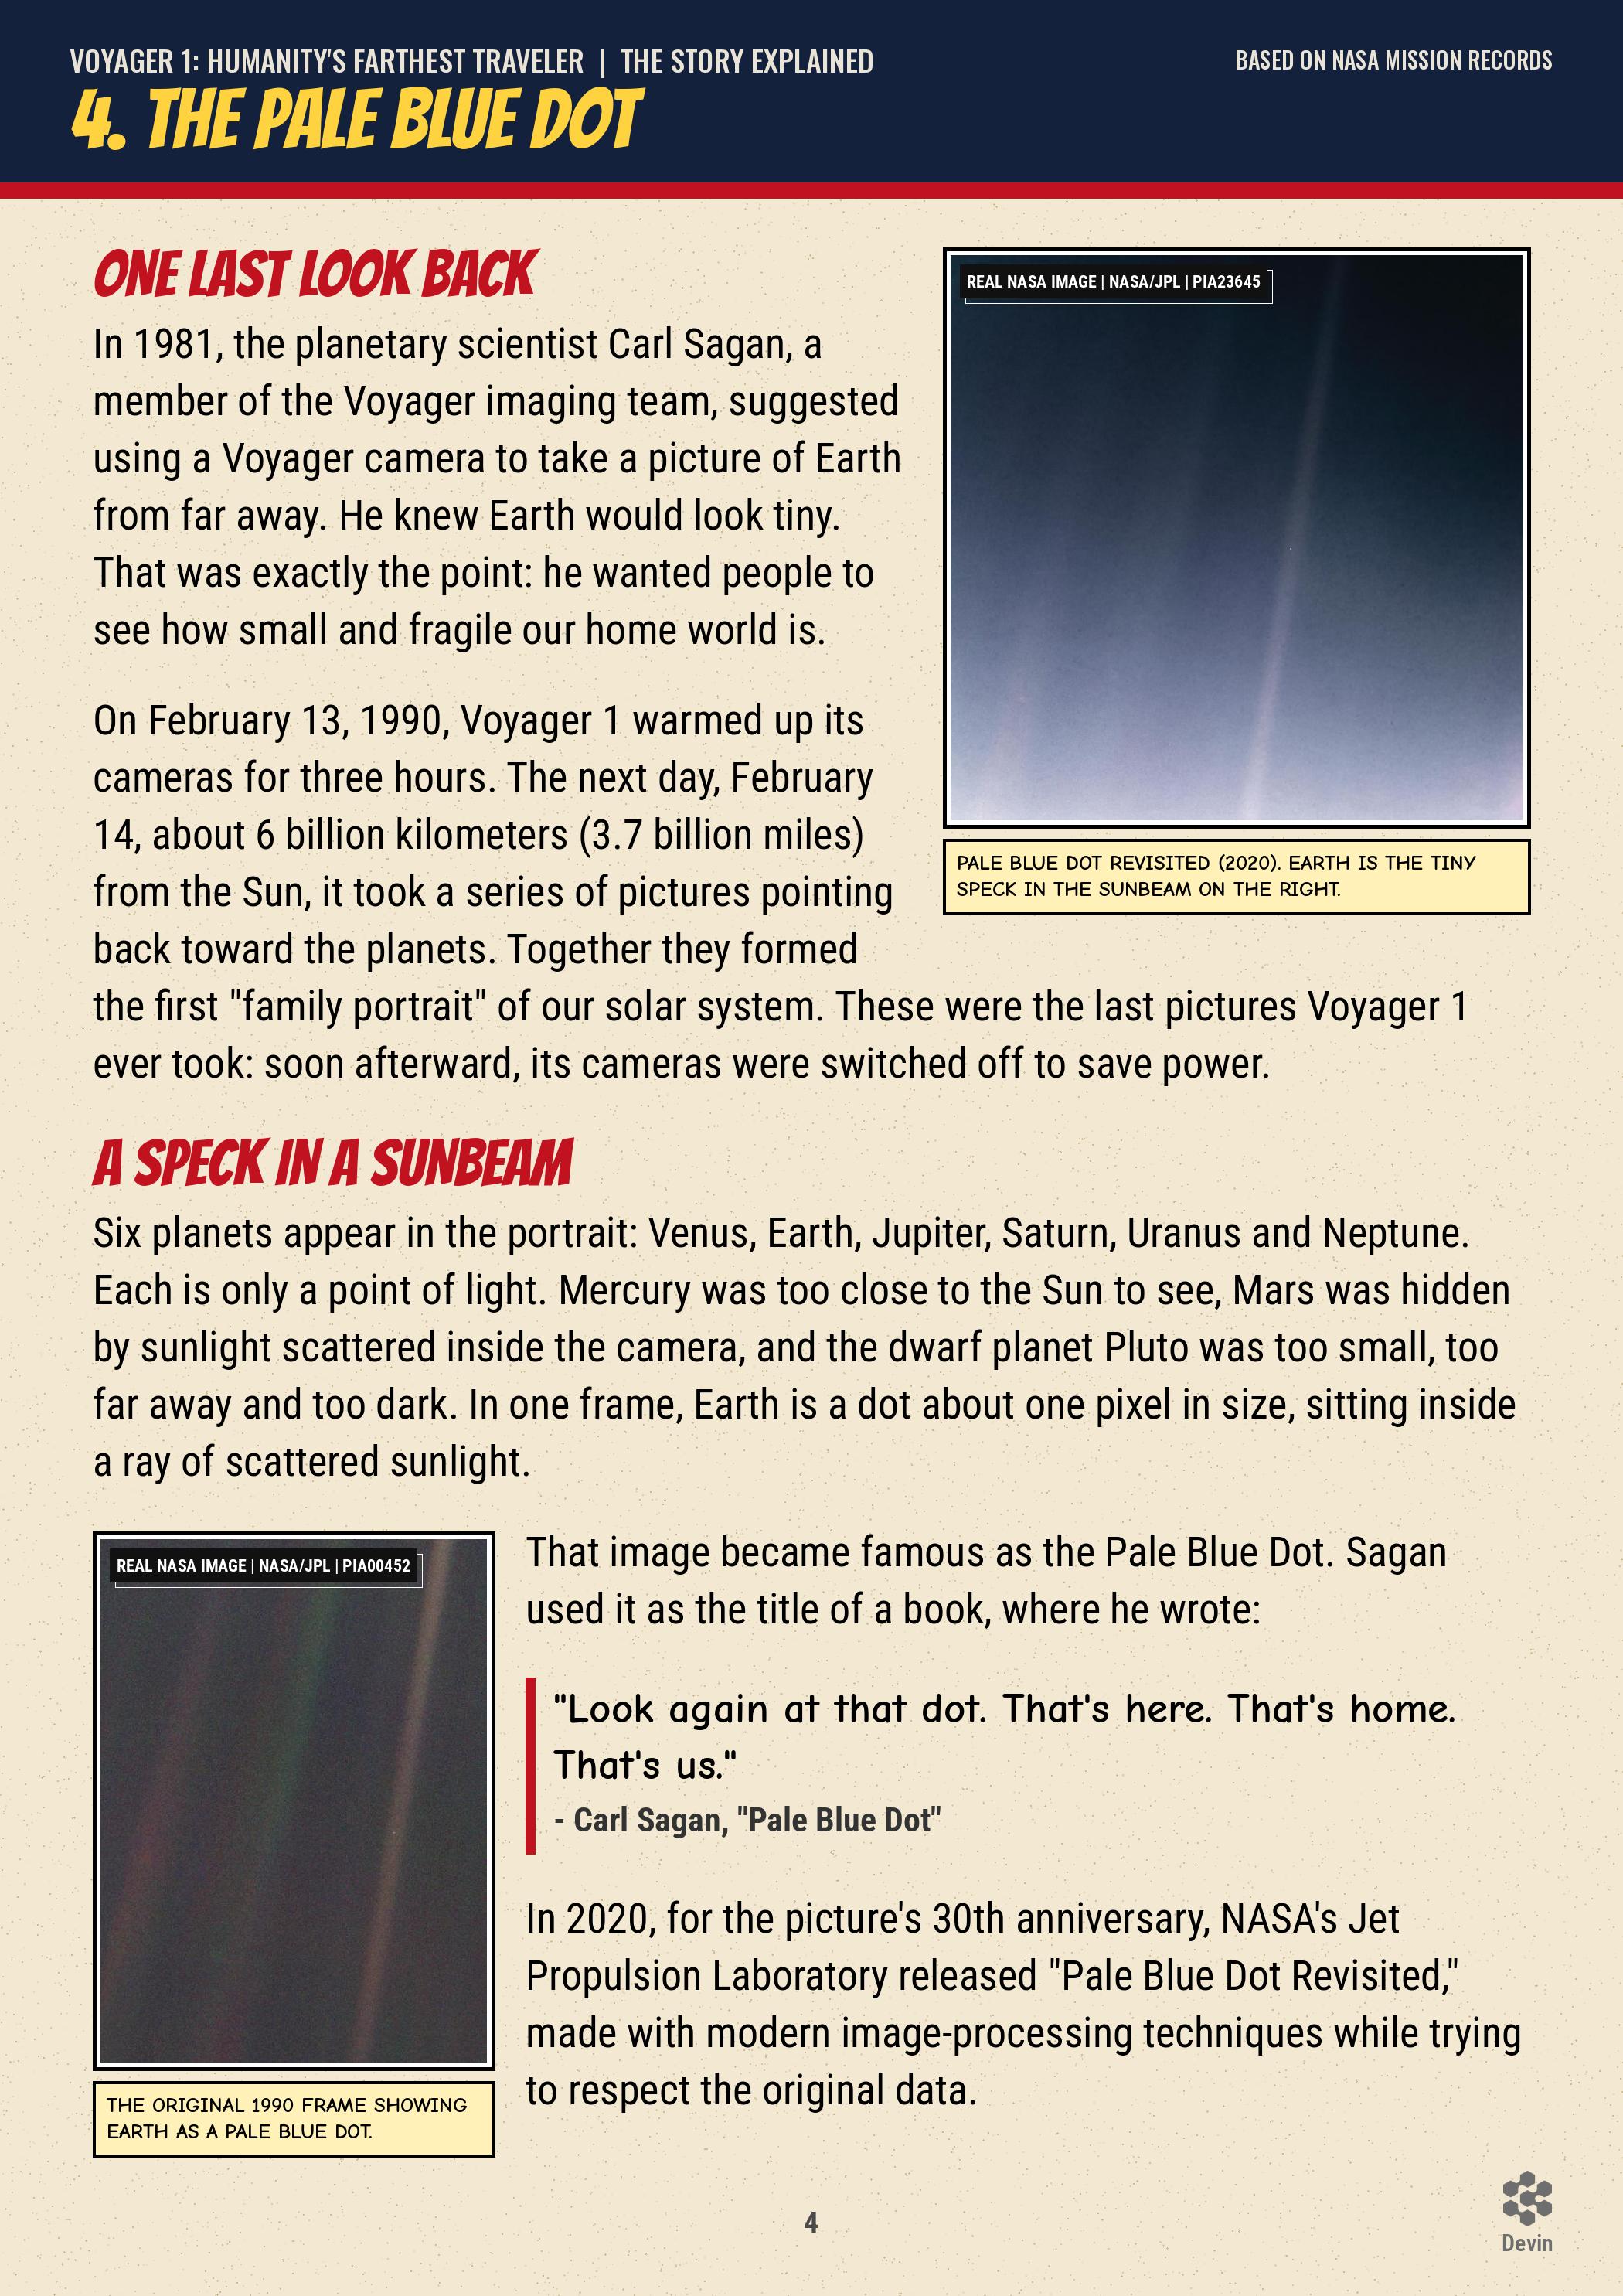 VOYAGER 1: HUMANITY'S FARTHEST TRAVELER | THE STORY EXPLAINED
BASED ON NASA MISSION RECORDS
4. THE PALE BLUE DOT
ONE LAST LOOK BACK
In 1981, the planetary scientist Carl Sagan, a
member of the Voyager imaging team, suggested
using a Voyager camera to take a picture of Earth
from far away. He knew Earth would look tiny.
That was exactly the point: he wanted people to
see how small and fragile our home world is.
On February 13, 1990, Voyager 1 warmed up its
cameras for three hours. The next day, February
14, about 6 billion kilometers (3.7 billion miles)
from the Sun, it took a series of pictures pointing
back toward the planets. Together they formed
the first "family portrait" of our solar system. These were the last pictures Voyager 1
ever took: soon afterward, its cameras were switched off to save power.
REAL NASA IMAGE | NASA/JPL | PIA23645
PALE BLUE DOT REVISITED (2020). EARTH IS THE TINY
SPECK IN THE SUNBEAM ON THE RIGHT.
A SPECK IN A SUNBEAM
Six planets appear in the portrait: Venus, Earth, Jupiter, Saturn, Uranus and Neptune.
Each is only a point of light. Mercury was too close to the Sun to see, Mars was hidden
by sunlight scattered inside the camera, and the dwarf planet Pluto was too small, too
far away and too dark. In one frame, Earth is a dot about one pixel in size, sitting inside
a ray of scattered sunlight.
REAL NASA IMAGE | NASA/JPL | PIA00452
THE ORIGINAL 1990 FRAME SHOWING
EARTH AS A PALE BLUE DOT.
That image became famous as the Pale Blue Dot. Sagan
used it as the title of a book, where he wrote:
"Look again at that dot. That's here. That's home.
That's us."
- Carl Sagan, "Pale Blue Dot"
In 2020, for the picture's 30th anniversary, NASA's Jet
Propulsion Laboratory released "Pale Blue Dot Revisited,"
made with modern image-processing techniques while trying
to respect the original data.
4
Devin